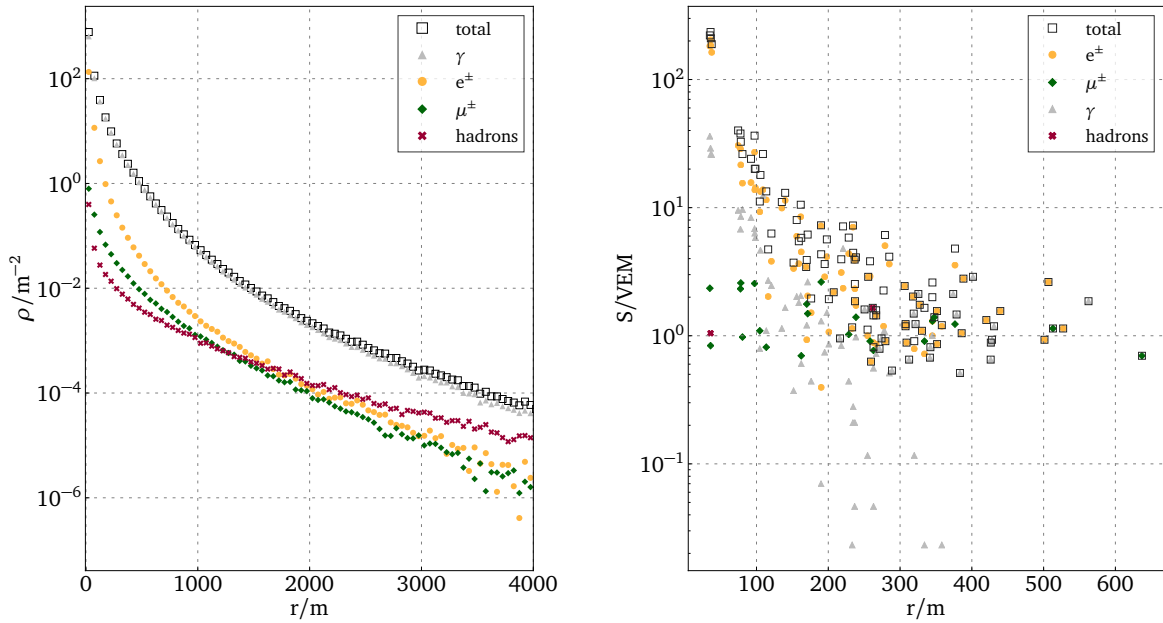 total
γ
e±
μ±
hadrons
10²
10⁰
10⁻²
10⁻⁴
10⁻⁶
ρ/m⁻²
0
1000
2000
3000
4000
r/m
total
e±
μ±
γ
hadrons
10²
10¹
10⁰
10⁻¹
S/VEM
100
200
300
400
500
600
r/m